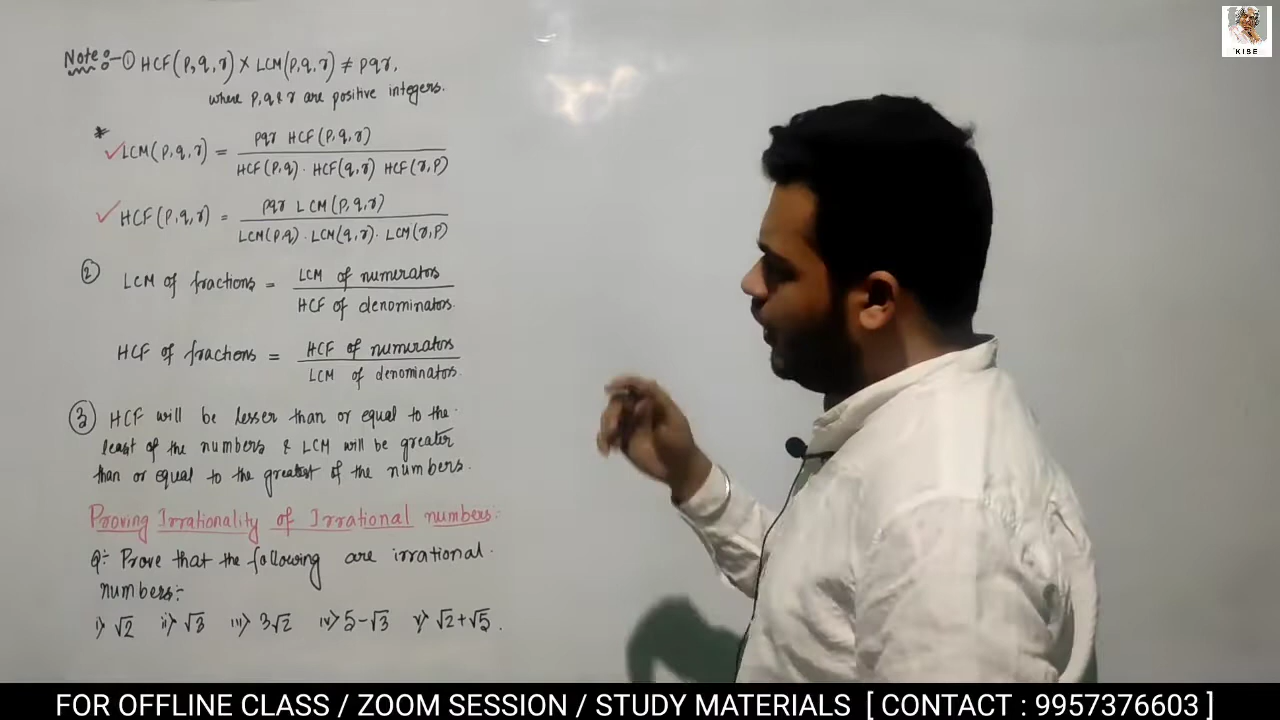 Note:- ① HCF(p,q,r) × LCM(p,q,r) ≠ pqr,
where p,q & r are positive integers.
* ✓ LCM(p,q,r) = pqr HCF(p,q,r) / HCF(p,q) . HCF(q,r) HCF(r,p)
✓ HCF(p,q,r) = pqr LCM(p,q,r) / LCM(p,q) . LCM(q,r) . LCM(r,p)
② LCM of fractions = LCM of numerators / HCF of denominators.
HCF of fractions = HCF of numerators / LCM of denominators.
③ HCF will be lesser than or equal to the
least of the numbers & LCM will be greater
than or equal to the greatest of the numbers.
Proving Irrationality of Irrational numbers:-
Q:- Prove that the following are irrational
numbers:-
i) √2 ii) √3 iii) 3√2 iv) 5-√3 v) √2+√5.
KISE
FOR OFFLINE CLASS / ZOOM SESSION / STUDY MATERIALS [ CONTACT : 9957376603 ]